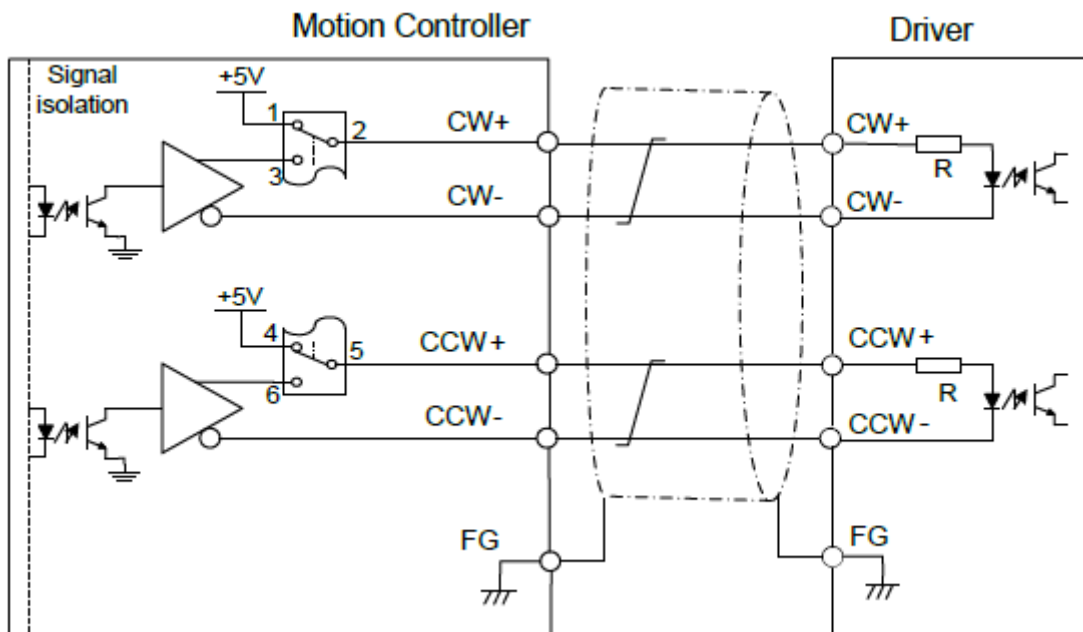 Motion Controller
Driver
Signal
isolation
+5V
1
2
3
CW+
CW-
CW+
R
CW-
+5V
4
5
6
CCW+
CCW-
CCW+
R
CCW-
FG
FG